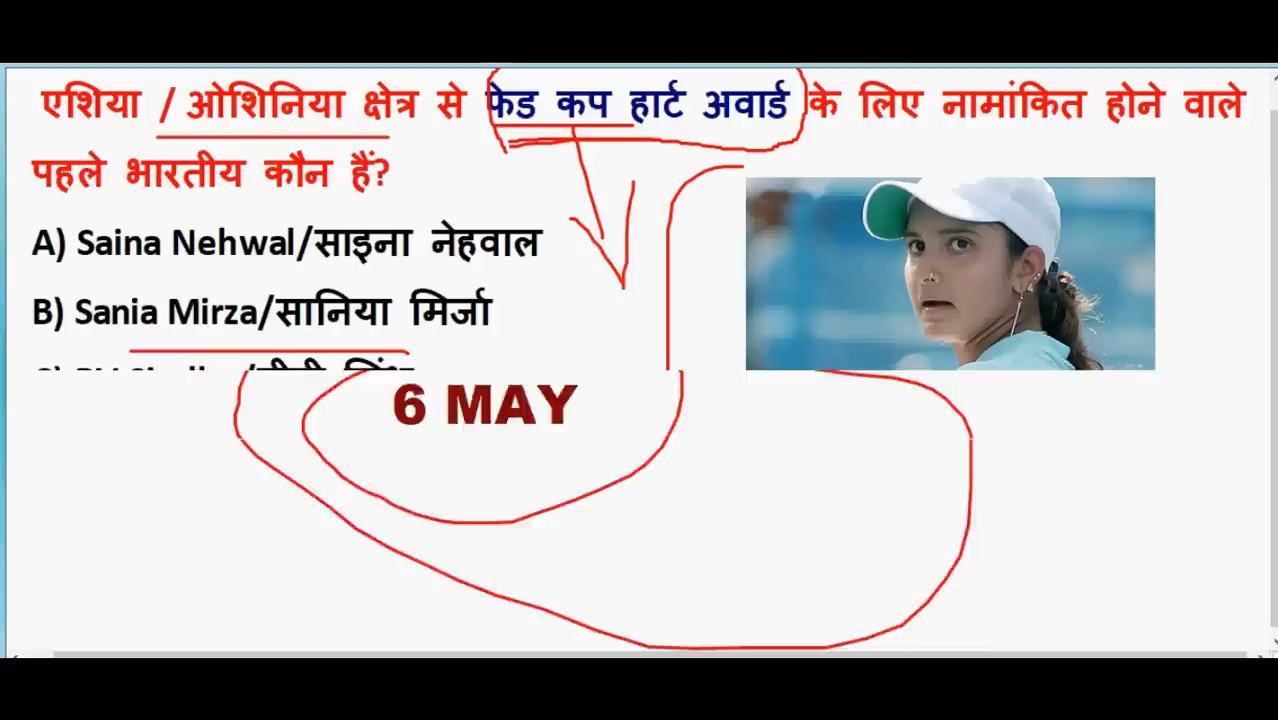 एशिया / ओशिनिया क्षेत्र से फेड कप हार्ट अवार्ड के लिए नामांकित होने वाले
पहले भारतीय कौन हैं?
A) Saina Nehwal/साइना नेहवाल
B) Sania Mirza/सानिया मिर्जा
6 MAY